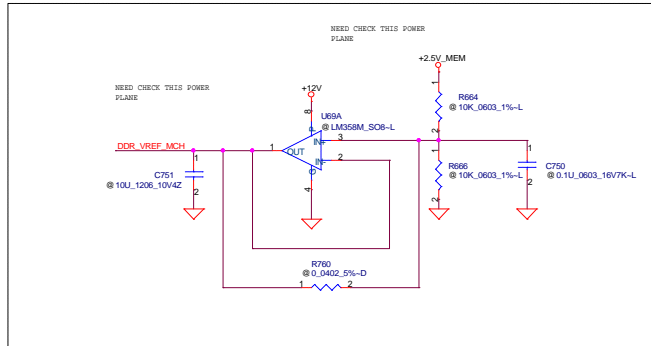 NEED CHECK THIS POWER
PLANE
+2.5V_MEM
NEED CHECK THIS POWER
PLANE
+12V
1
R664
@ 10K_0603_1%~L
2
8
U69A
@ LM358M_SO8~L
P
DDR_VREF_MCH
1
OUT
IN+
3
IN-
2
G
4
1
C751
@ 10U_1206_10V4Z
2
1
R666
@ 10K_0603_1%~L
2
1
C750
@ 0.1U_0603_16V7K~L
2
R760
@ 0_0402_5%~D
1
2